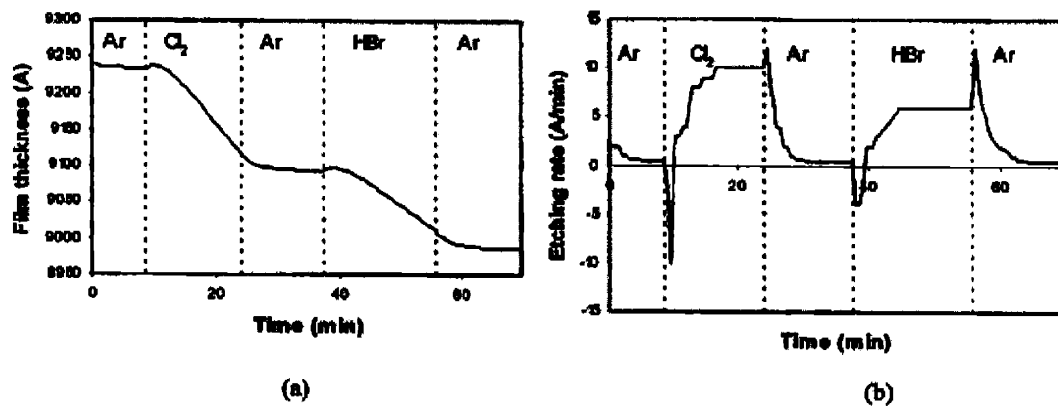 9300
9250
9200
9150
9100
9050
9000
8950
Film thickness (A)
Ar Cl2 Ar HBr Ar
0 20 40 60
Time (min)
(a)
15
10
5
0
-5
-10
-15
Etching rate (A/min)
Ar Cl2 Ar HBr Ar
0 20 40 60
Time (min)
(b)